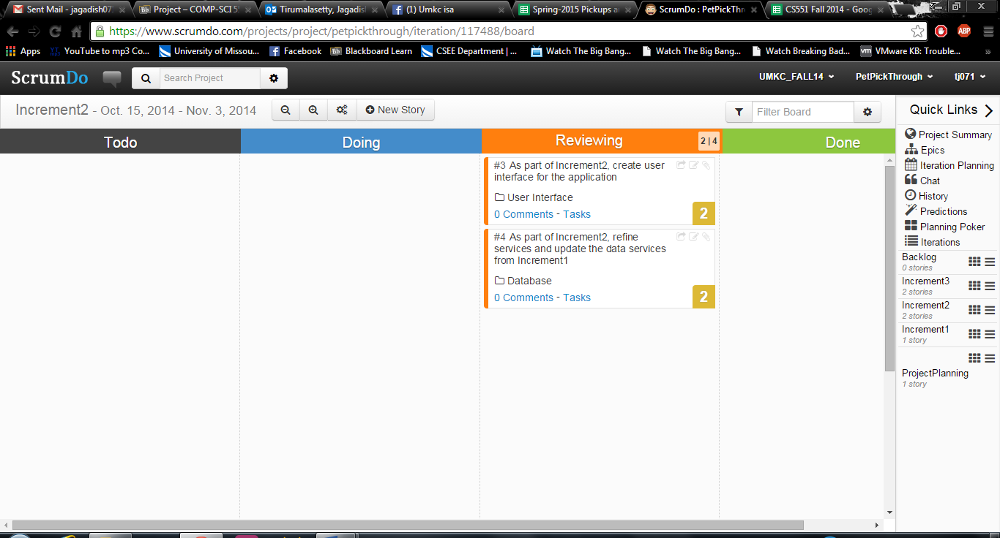 Sent Mail - jagadish07
Project – COMP-SCI 55
Tirumalasetty, Jagadish
(1) Umkc isa
Spring-2015 Pickups a
ScrumDo : PetPickThr
CS551 Fall 2014 - Goog
https://www.scrumdo.com/projects/project/petpickthrough/iteration/117488/board
ABP
Apps
YouTube to mp3 Co...
University of Missou...
Facebook
Blackboard Learn
CSEE Department | ...
Watch The Big Bang...
Watch The Big Bang...
Watch Breaking Bad...
VMware KB: Trouble...
»
ScrumDo
Search Project
UMKC_FALL14
PetPickThrough
tj071
Increment2 - Oct. 15, 2014 - Nov. 3, 2014
New Story
Filter Board
Todo
Doing
Reviewing
2 | 4
Done
#3 As part of Increment2, create user
interface for the application
User Interface
0 Comments - Tasks
2
#4 As part of Increment2, refine
services and update the data services
from Increment1
Database
0 Comments - Tasks
2
Quick Links
Project Summary
Epics
Iteration Planning
Chat
History
Predictions
Planning Poker
Iterations
Backlog
0 stories
Increment3
2 stories
Increment2
2 stories
Increment1
1 story
ProjectPlanning
1 story